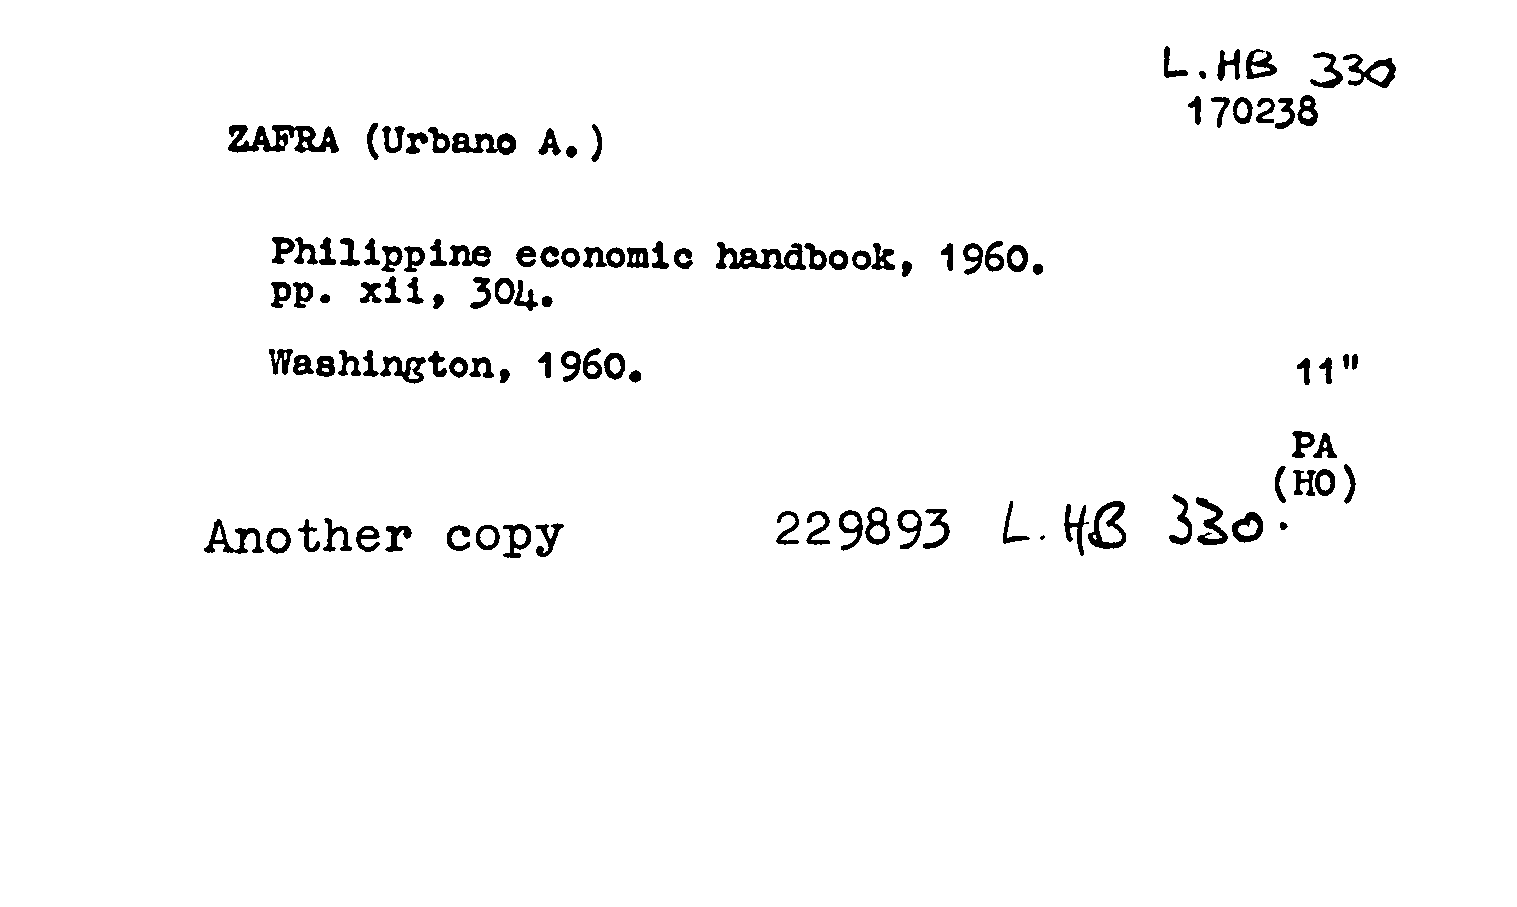 L.HB 330
170238
ZAFRA (Urbano A.)
Philippine economic handbook, 1960.
pp. xii, 304.
Washington, 1960.
11"
PA
(HO)
Another copy 229893 L. HB 330.